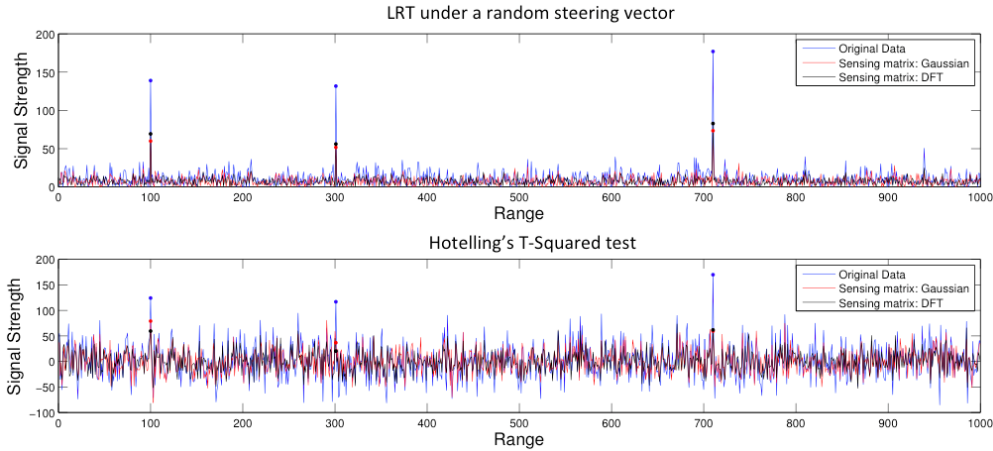 LRT under a random steering vector
Signal Strength
200
150
100
50
0
Original Data
Sensing matrix: Gaussian
Sensing matrix: DFT
0 100 200 300 400 500 600 700 800 900 1000
Range
Hotelling's T-Squared test
Signal Strength
200
150
100
50
0
−50
−100
Original Data
Sensing matrix: Gaussian
Sensing matrix: DFT
0 100 200 300 400 500 600 700 800 900 1000
Range